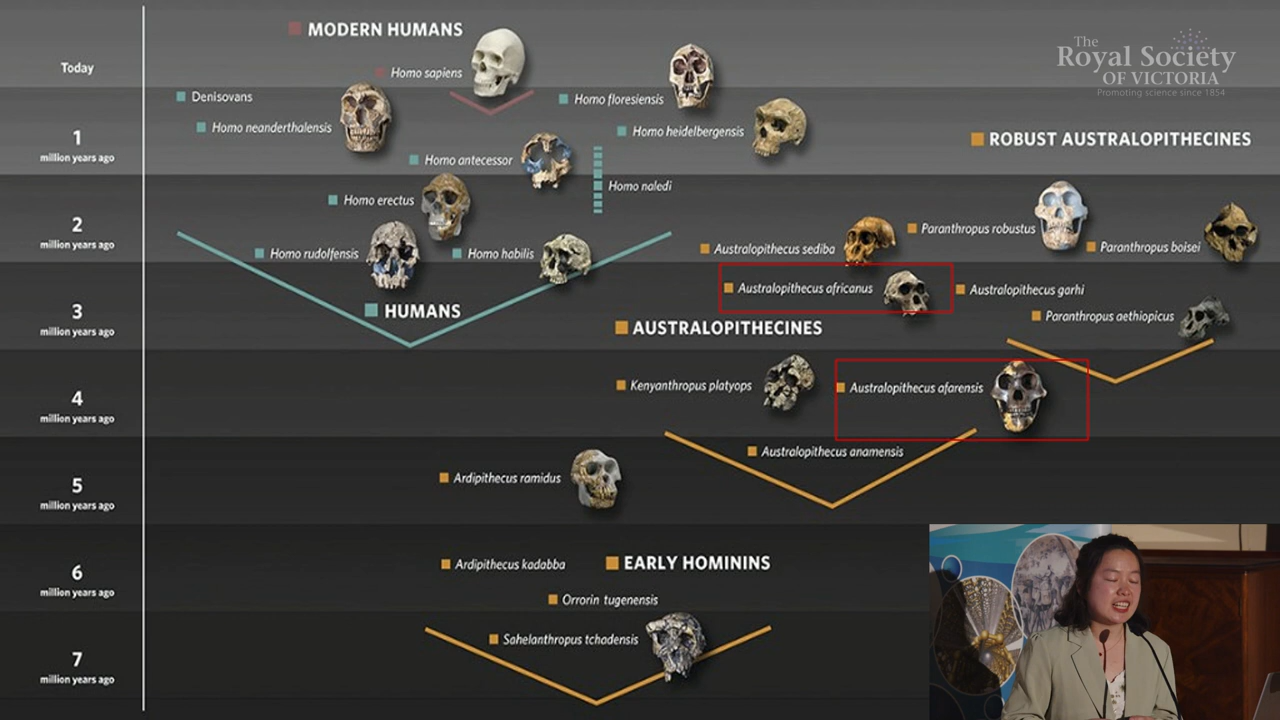 MODERN HUMANS
The
Royal Society
OF VICTORIA
Promoting science since 1854
Today
Homo sapiens
Denisovans
Homo floresiensis
Homo neanderthalensis
Homo heidelbergensis
1
million years ago
ROBUST AUSTRALOPITHECINES
Homo antecessor
Homo naledi
Homo erectus
2
million years ago
Paranthropus robustus
Paranthropus boisei
Australopithecus sediba
Homo rudolfensis
Homo habilis
Australopithecus africanus
Australopithecus garhi
3
million years ago
HUMANS
Paranthropus aethiopicus
AUSTRALOPITHECINES
Kenyanthropus platyops
Australopithecus afarensis
4
million years ago
Australopithecus anamensis
Ardipithecus ramidus
5
million years ago
Ardipithecus kadabba
EARLY HOMININS
6
million years ago
Orrorin tugenensis
Sahelanthropus tchadensis
7
million years ago